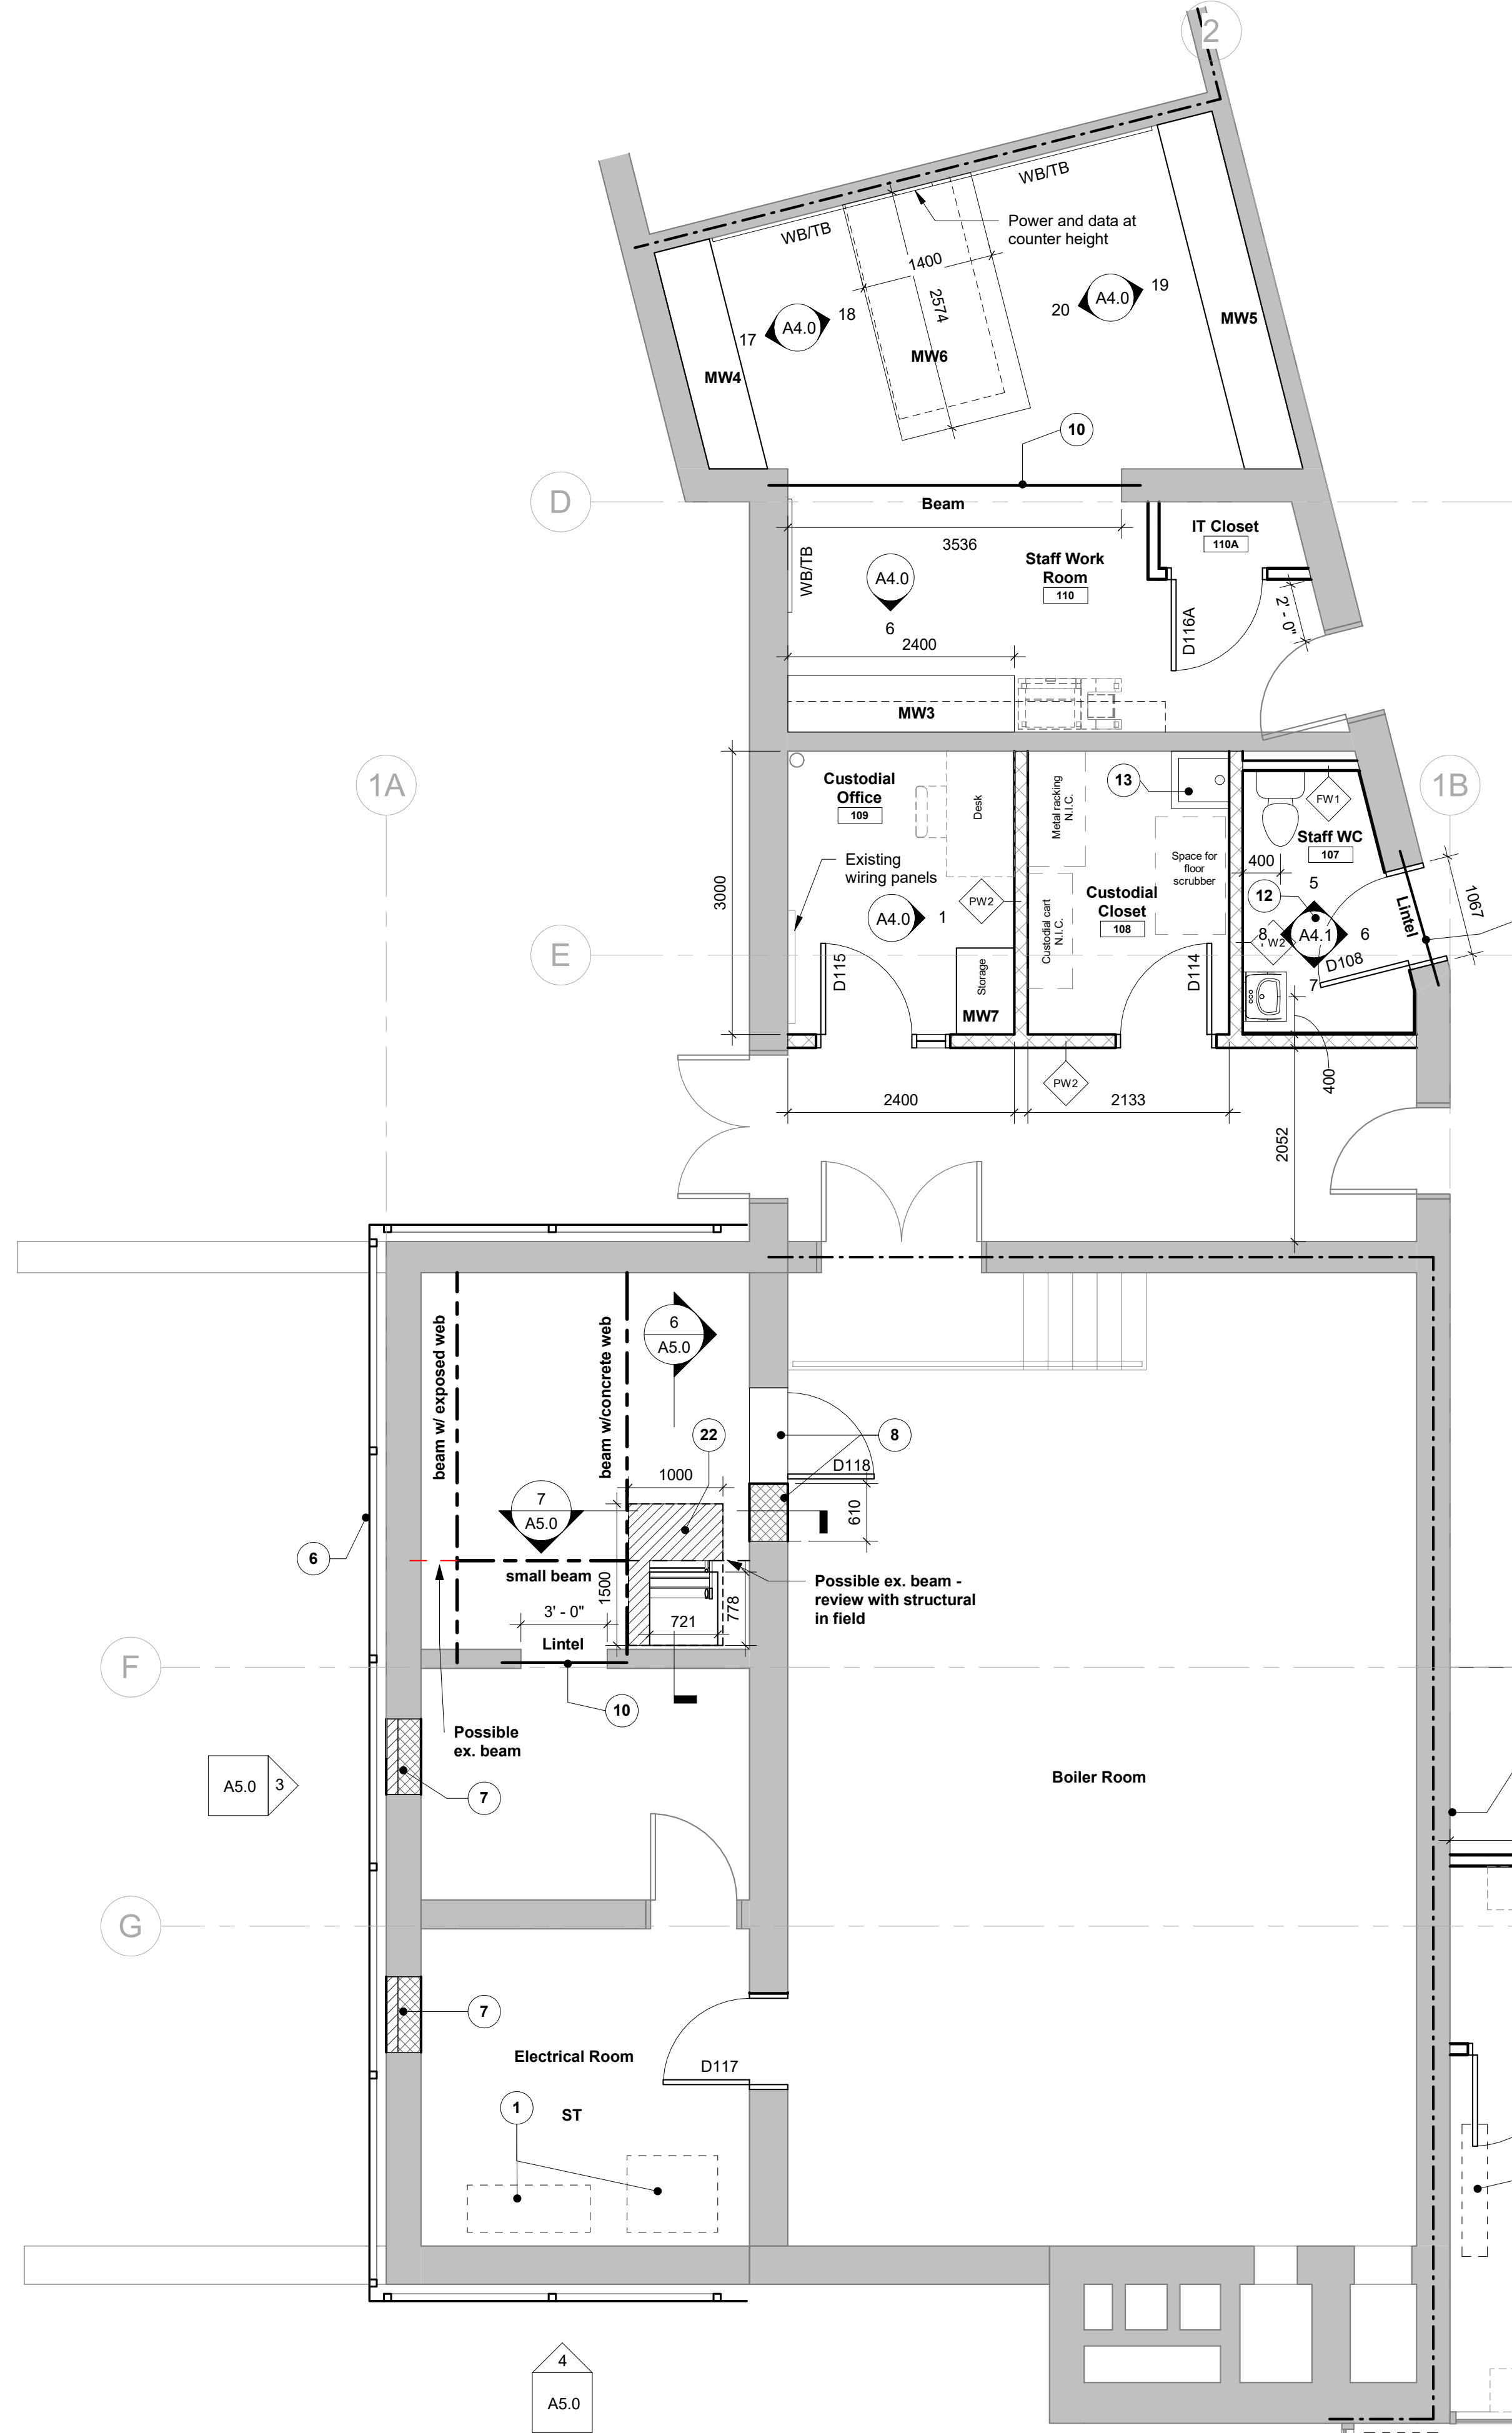 2
WB/TB
WB/TB
Power and data at
counter height
1400
2574
A4.0
17
18
A4.0
20
19
MW4
MW6
MW5
10
D
Beam
3536
WB/TB
IT Closet
110A
Staff Work
Room
110
A4.0
6
D116A
2' - 0"
2400
MW3
1A
1B
3000
Custodial
Office
109
Desk
Metal racking
N.I.C.
13
FW1
Staff WC
107
Existing
wiring panels
Space for
floor
scrubber
400
5
12
1067
Lintel
A4.0
1
PW2
Custodial
Closet
108
Custodial cart
N.I.C.
8
W2
A4.1
6
D108
7
E
D115
Storage
MW7
D114
PW2
400
2400
2133
2052
beam w/ exposed web
beam w/concrete web
6
A5.0
22
8
D118
1000
610
7
A5.0
6
small beam
1500
Possible ex. beam -
review with structural
in field
778
721
3' - 0"
Lintel
F
10
Possible
ex. beam
A5.0
3
7
Boiler Room
G
7
Electrical Room
D117
1
ST
4
A5.0